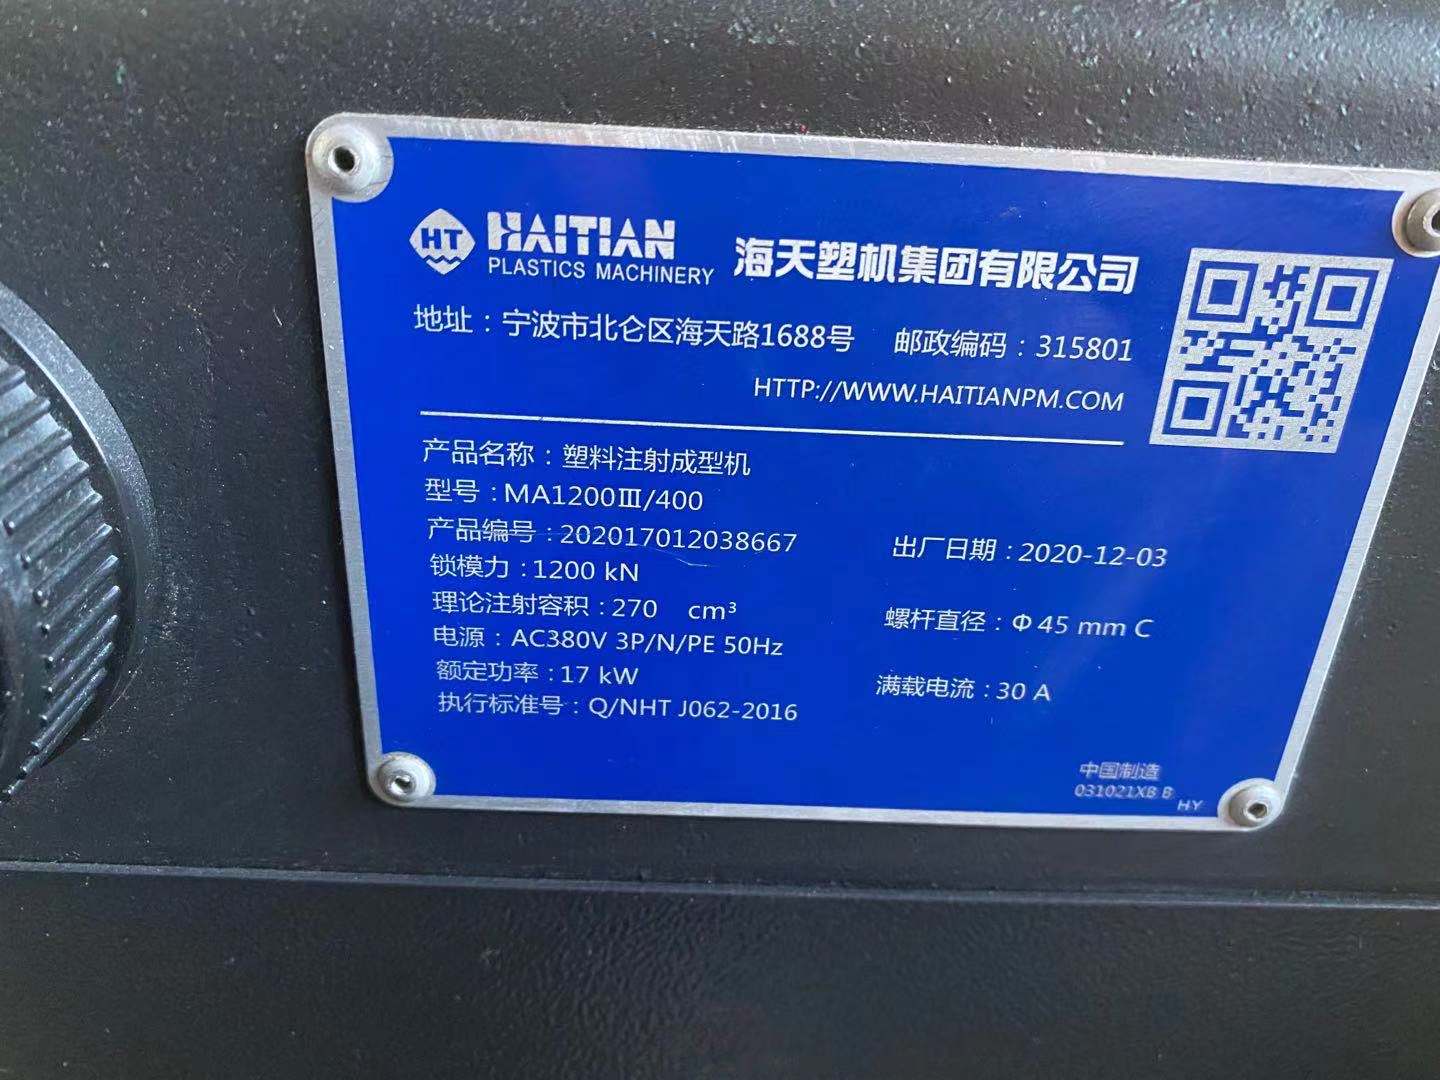 HT HAITIAN
PLASTICS MACHINERY
海天塑机集团有限公司
地址：宁波市北仑区海天路1688号 邮政编码：315801
HTTP://WWW.HAITIANPM.COM
产品名称：塑料注射成型机
型号：MA1200Ⅲ/400
产品编号：202017012038667 出厂日期：2020-12-03
锁模力：1200 kN
理论注射容积：270 cm³ 螺杆直径：Φ45 mm C
电源：AC380V 3P/N/PE 50Hz
额定功率：17 kW 满载电流：30 A
执行标准号：Q/NHT J062-2016
中国制造
031021XB B
HY